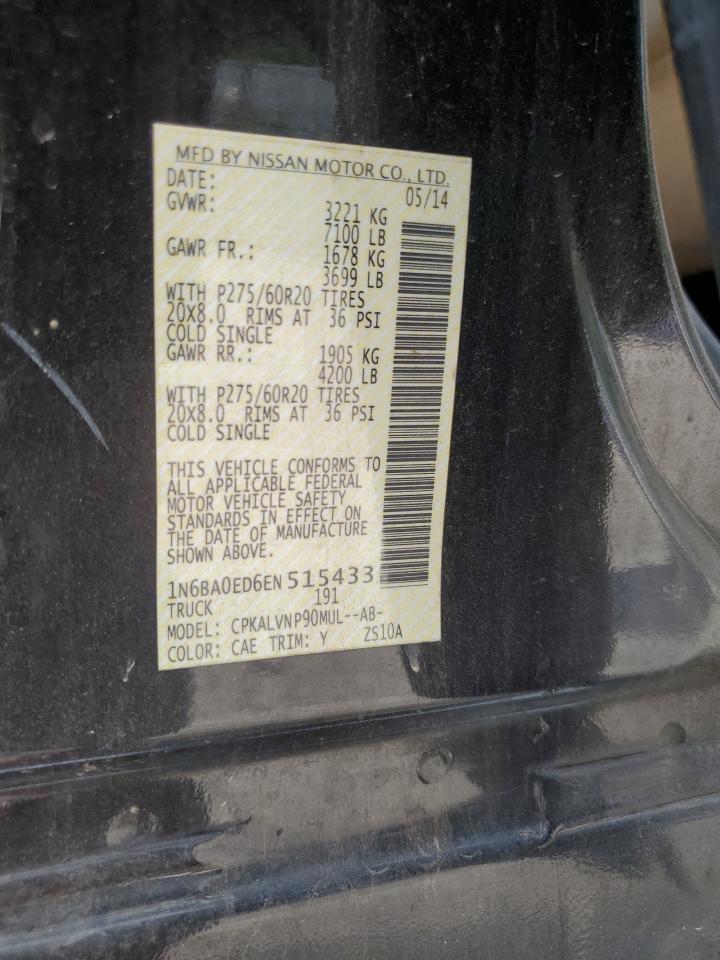 MFD BY NISSAN MOTOR CO., LTD.
DATE: 05/14
GVWR: 3221 KG
7100 LB
GAWR FR.: 1678 KG
3699 LB
WITH P275/60R20 TIRES
20X8.0 RIMS AT 36 PSI
COLD SINGLE
GAWR RR.: 1905 KG
4200 LB
WITH P275/60R20 TIRES
20X8.0 RIMS AT 36 PSI
COLD SINGLE
THIS VEHICLE CONFORMS TO
ALL APPLICABLE FEDERAL
MOTOR VEHICLE SAFETY
STANDARDS IN EFFECT ON
THE DATE OF MANUFACTURE
SHOWN ABOVE.
1N6BA0ED6EN 515433
TRUCK 191
MODEL: CPKALVNP90MUL--AB-
COLOR: CAE TRIM: Y ZS10A